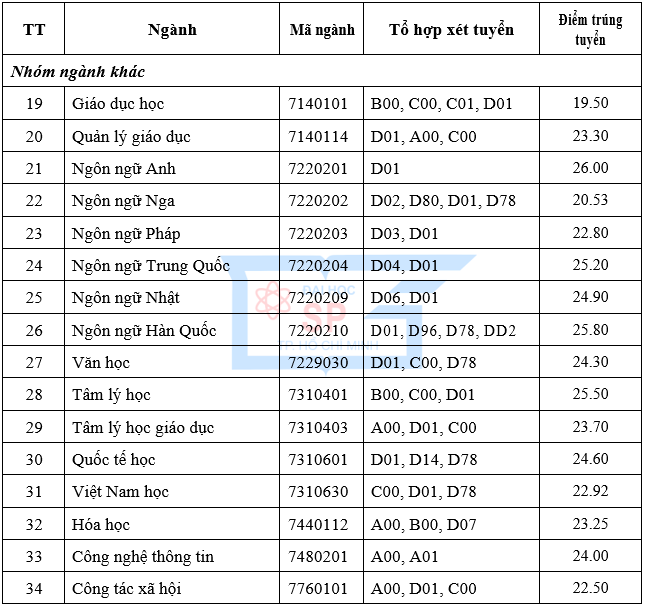 TT Ngành Mã ngành Tổ hợp xét tuyển Điểm trúng tuyển
Nhóm ngành khác
19 Giáo dục học 7140101 B00, C00, C01, D01 19.50
20 Quản lý giáo dục 7140114 D01, A00, C00 23.30
21 Ngôn ngữ Anh 7220201 D01 26.00
22 Ngôn ngữ Nga 7220202 D02, D80, D01, D78 20.53
23 Ngôn ngữ Pháp 7220203 D03, D01 22.80
24 Ngôn ngữ Trung Quốc 7220204 D04, D01 25.20
25 Ngôn ngữ Nhật 7220209 D06, D01 24.90
ĐẠI HỌC
SP
TP. HỒ CHÍ MINH
26 Ngôn ngữ Hàn Quốc 7220210 D01, D96, D78, DD2 25.80
27 Văn học 7229030 D01, C00, D78 24.30
28 Tâm lý học 7310401 B00, C00, D01 25.50
29 Tâm lý học giáo dục 7310403 A00, D01, C00 23.70
30 Quốc tế học 7310601 D01, D14, D78 24.60
31 Việt Nam học 7310630 C00, D01, D78 22.92
32 Hóa học 7440112 A00, B00, D07 23.25
33 Công nghệ thông tin 7480201 A00, A01 24.00
34 Công tác xã hội 7760101 A00, D01, C00 22.50